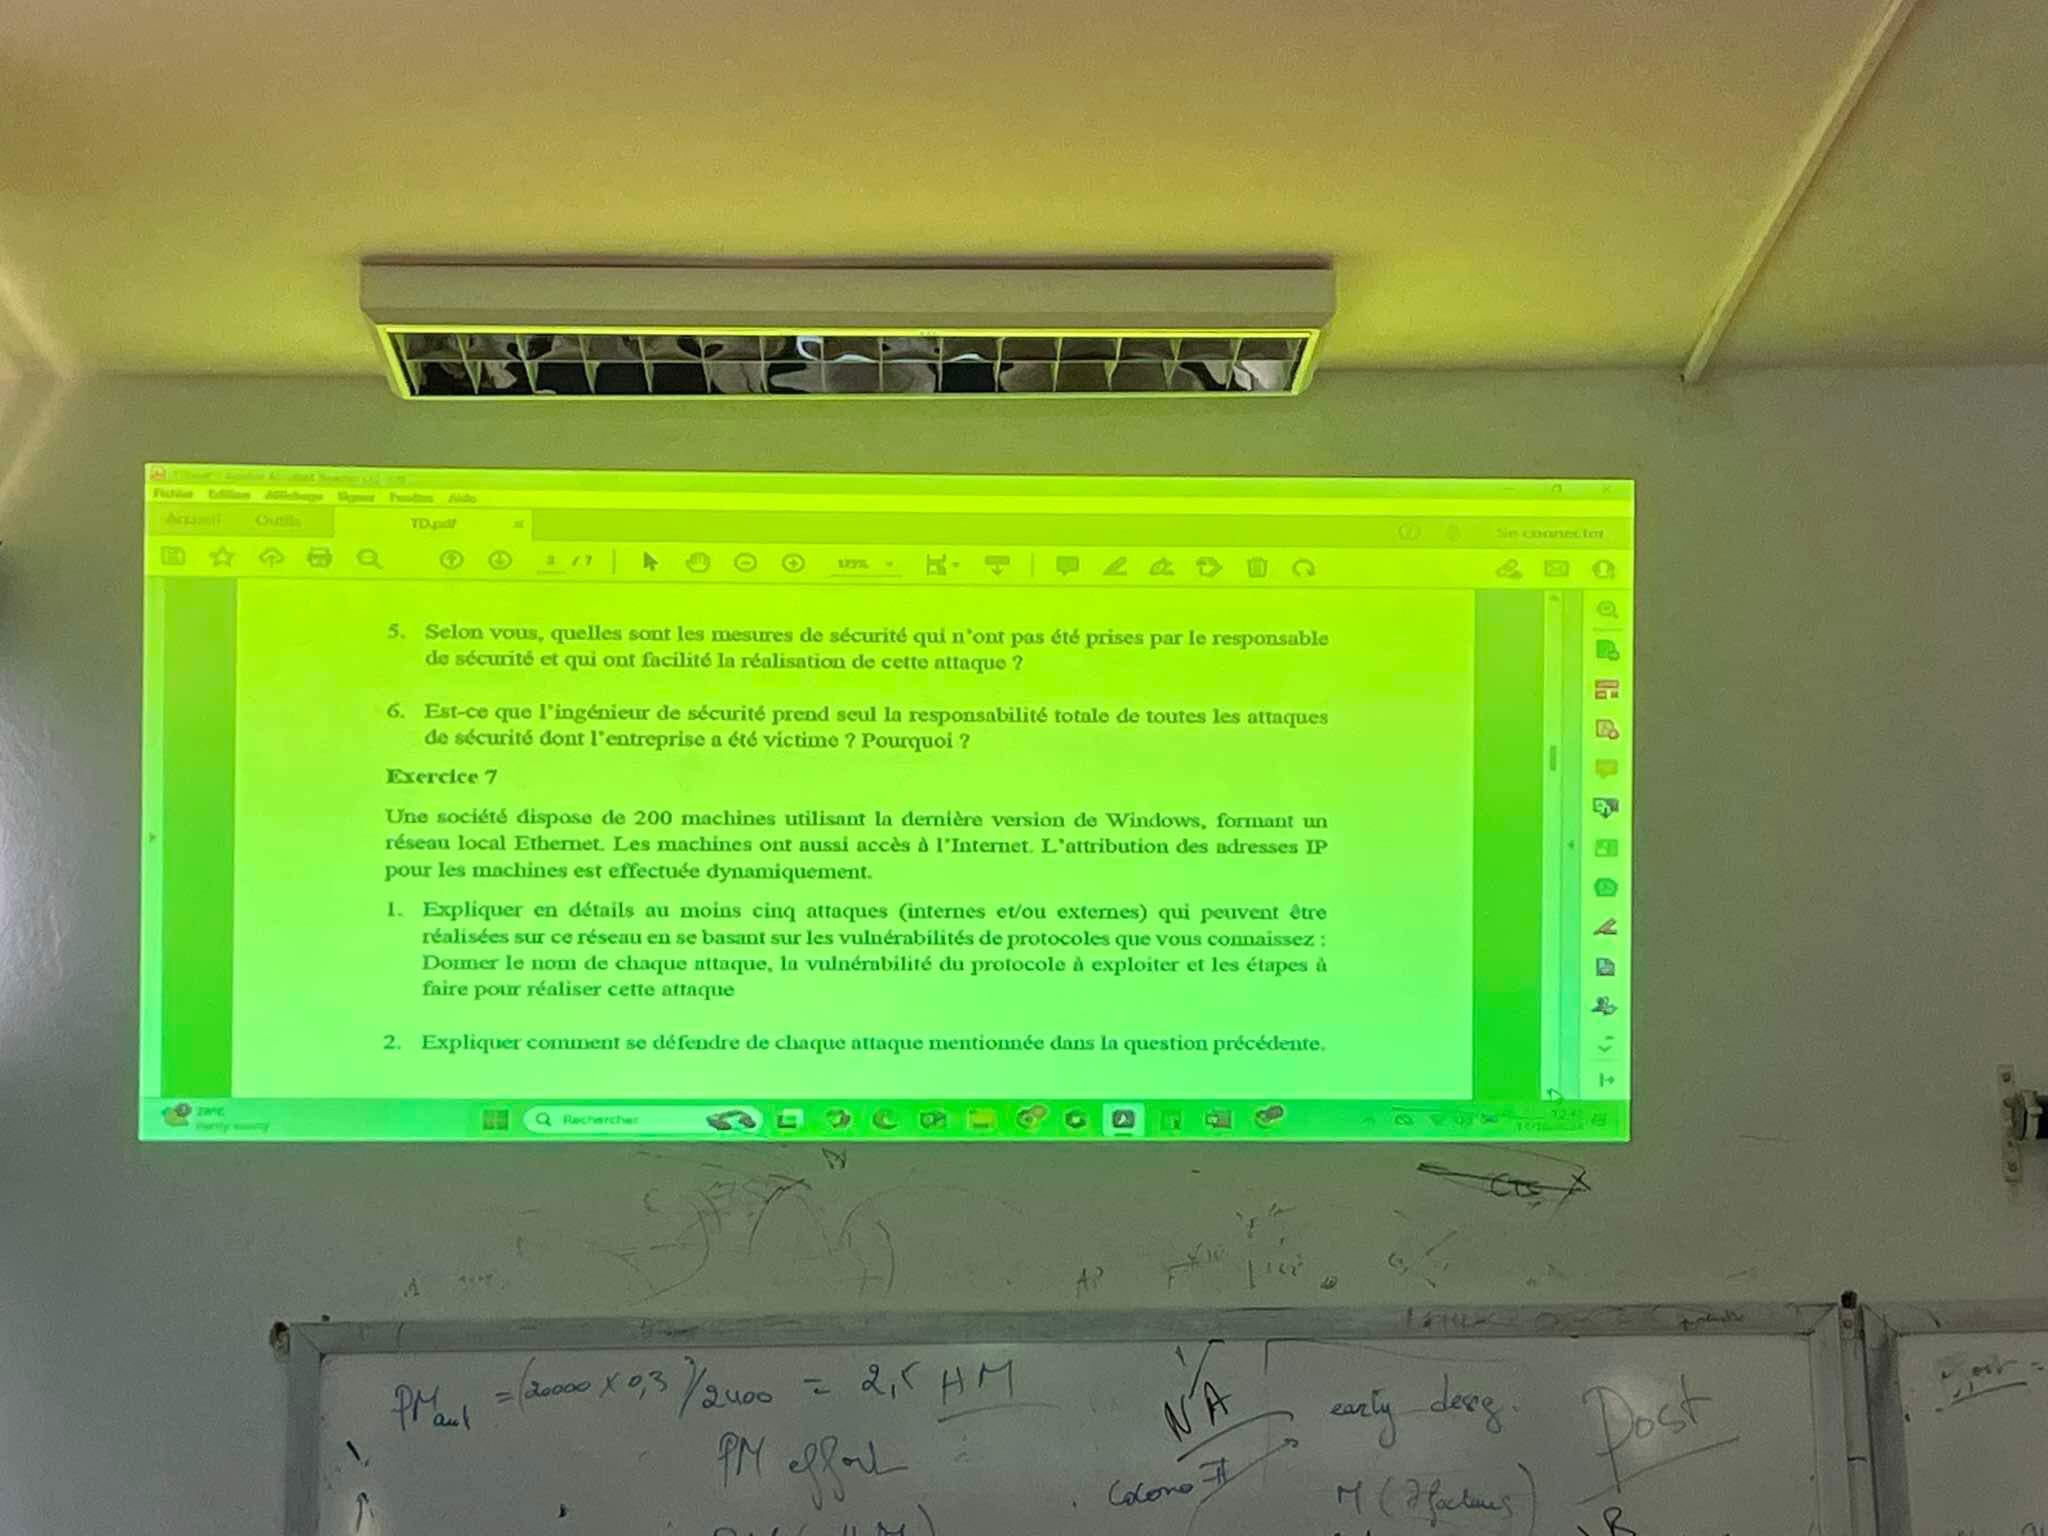 Fichier Edition Affichage Signer Fenêtre Aide
Accueil Outils TD.pdf Se connecter
3 / 7 127%
5. Selon vous, quelles sont les mesures de sécurité qui n'ont pas été prises par le responsable
de sécurité et qui ont facilité la réalisation de cette attaque ?
6. Est-ce que l'ingénieur de sécurité prend seul la responsabilité totale de toutes les attaques
de sécurité dont l'entreprise a été victime ? Pourquoi ?
Exercice 7
Une société dispose de 200 machines utilisant la dernière version de Windows, formant un
réseau local Ethernet. Les machines ont aussi accès à l'Internet. L'attribution des adresses IP
pour les machines est effectuée dynamiquement.
1. Expliquer en détails au moins cinq attaques (internes et/ou externes) qui peuvent être
réalisées sur ce réseau en se basant sur les vulnérabilités de protocoles que vous connaissez :
Donner le nom de chaque attaque, la vulnérabilité du protocole à exploiter et les étapes à
faire pour réaliser cette attaque
2. Expliquer comment se défendre de chaque attaque mentionnée dans la question précédente.
Rechercher
= (20000 x 0,3)/2400 = 2,5 HM
NA early desg. Post
PM effort